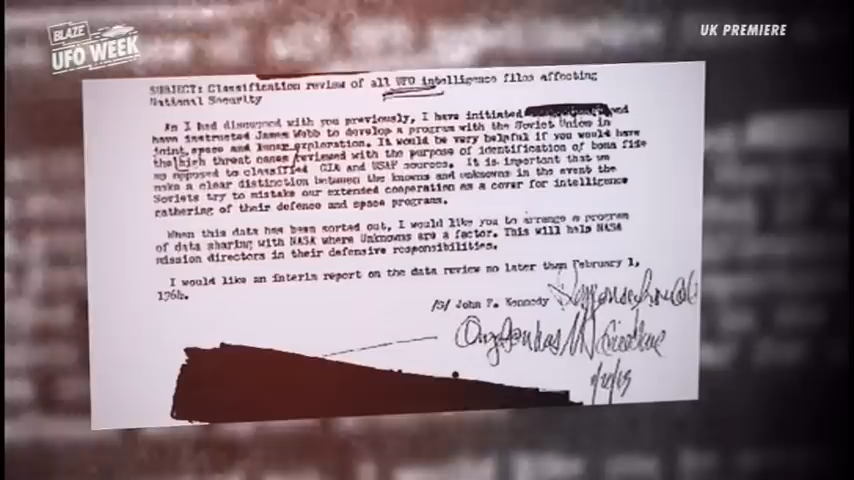 BLAZE
UFO WEEK
UK PREMIERE
SUBJECT: Classification review of all UFO intelligence files affecting
National Security
As I had discussed with you previously, I have initiated and
have instructed James Webb to develop a program with the Soviet Union in
joint space and lunar exploration. It would be very helpful if you would have
the high threat cases reviewed with the purpose of identification of bona fide
as opposed to classified CIA and USAF sources. It is important that we
make a clear distinction between the knowns and unknowns in the event the
Soviets try to mistake our extended cooperation as a cover for intelligence
gathering of their defence and space programs.
When this data has been sorted out, I would like you to arrange a program
of data sharing with NASA where Unknowns are a factor. This will help NASA
mission directors in their defensive responsibilities.
I would like an interim report on the data review no later than February 1,
1964.
/S/ John F. Kennedy